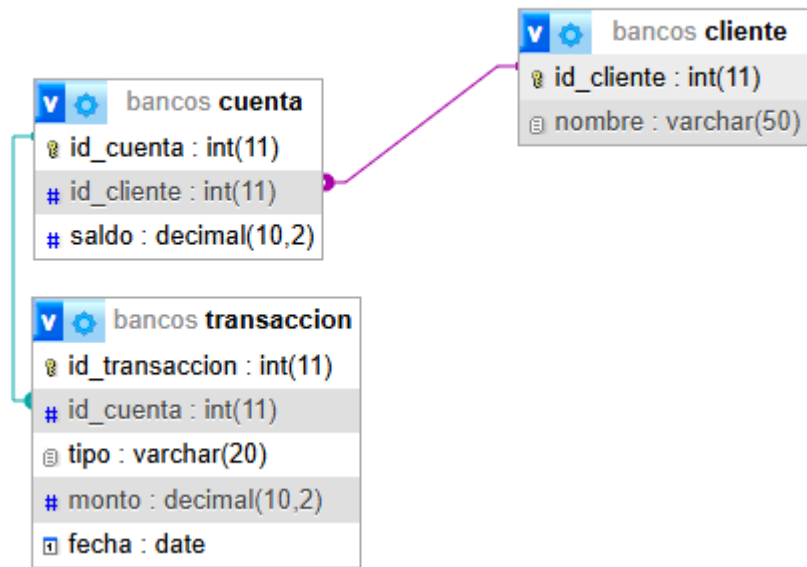 bancos cliente
id_cliente : int(11)
nombre : varchar(50)
bancos cuenta
id_cuenta : int(11)
# id_cliente : int(11)
# saldo : decimal(10,2)
bancos transaccion
id_transaccion : int(11)
# id_cuenta : int(11)
tipo : varchar(20)
# monto : decimal(10,2)
fecha : date